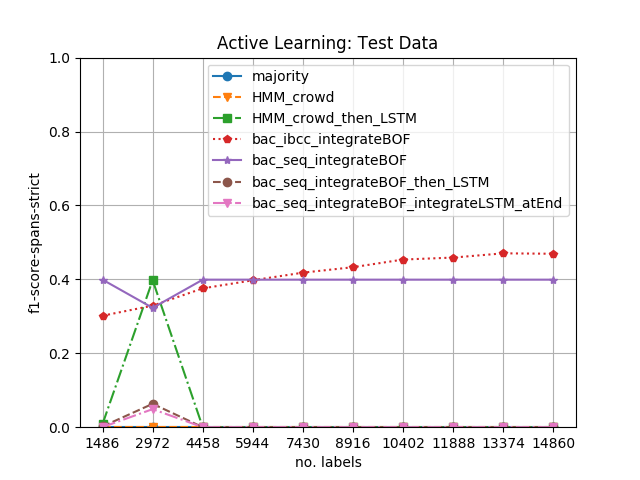 Active Learning: Test Data
1.0
0.8
0.6
0.4
0.2
0.0
f1-score-spans-strict
majority
HMM_crowd
HMM_crowd_then_LSTM
bac_ibcc_integrateBOF
bac_seq_integrateBOF
bac_seq_integrateBOF_then_LSTM
bac_seq_integrateBOF_integrateLSTM_atEnd
1486 2972 4458 5944 7430 8916 10402 11888 13374 14860
no. labels